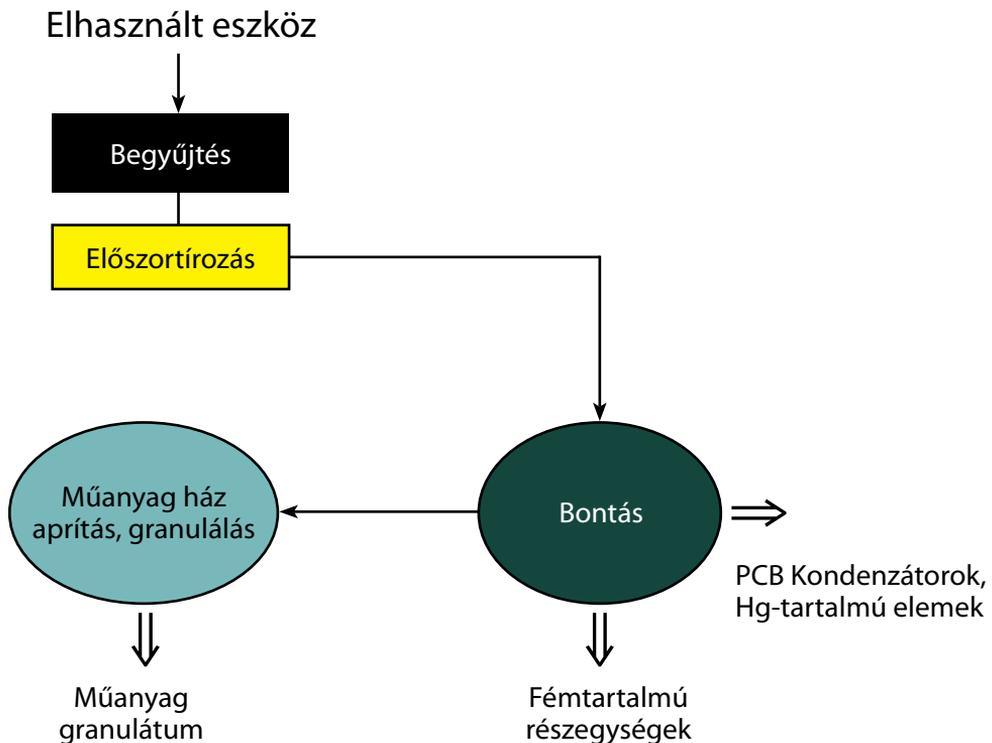 Elhasznált eszköz
Begyűjtés
Előszortírozás
Műanyag ház
aprítás, granulálás
Bontás
PCB Kondenzátorok,
Hg-tartalmú elemek
Műanyag
granulátum
Fémtartalmú
részegységek